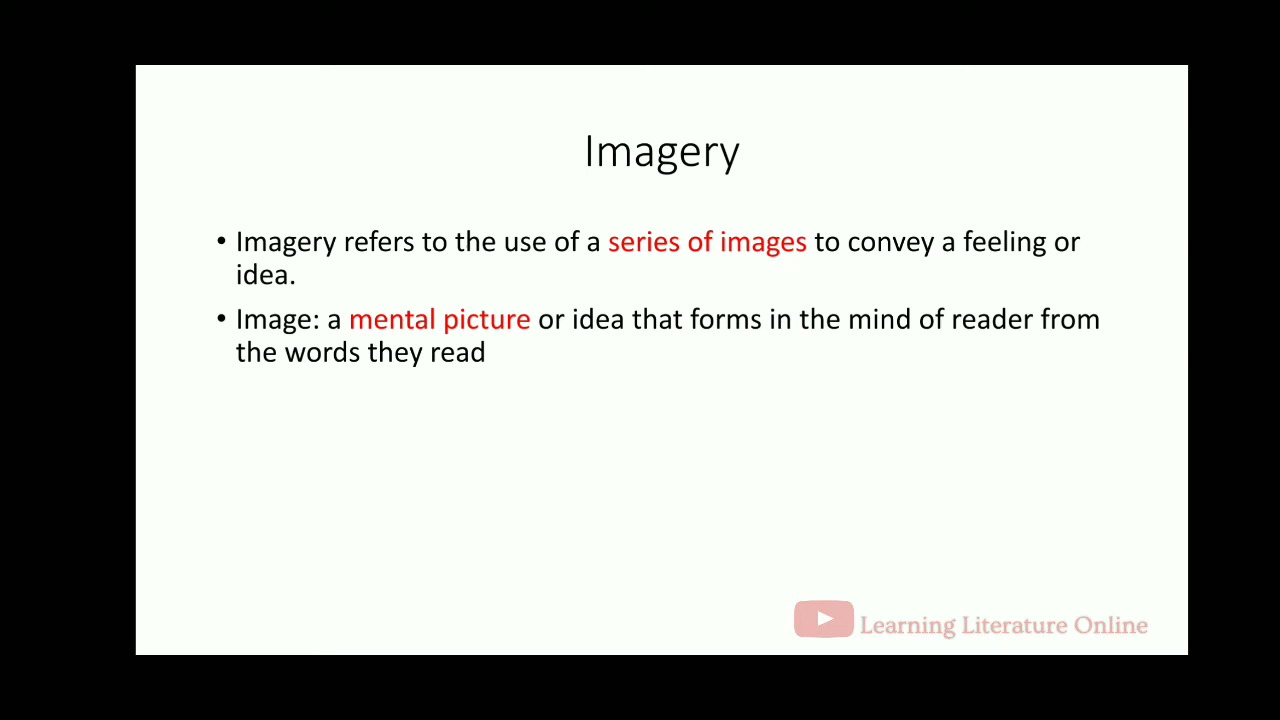 Imagery
• Imagery refers to the use of a series of images to convey a feeling or
idea.
• Image: a mental picture or idea that forms in the mind of reader from
the words they read
Learning Literature Online